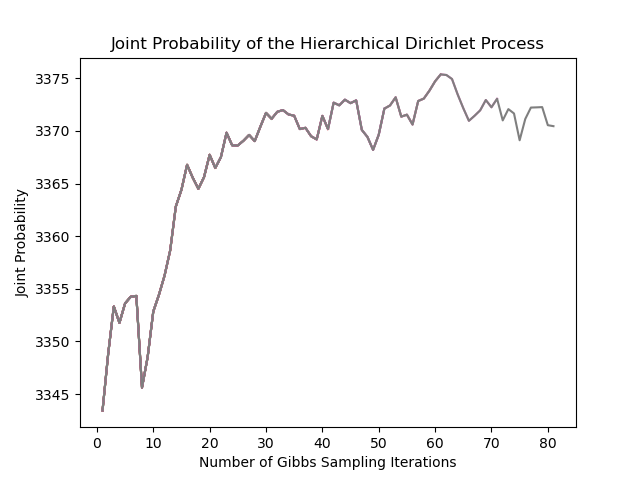 Joint Probability of the Hierarchical Dirichlet Process
Joint Probability
3375
3370
3365
3360
3355
3350
3345
0 10 20 30 40 50 60 70 80
Number of Gibbs Sampling Iterations